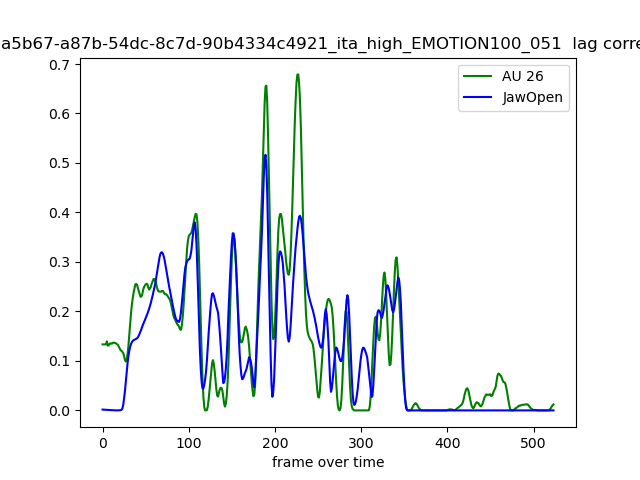 a5b67-a87b-54dc-8c7d-90b4334c4921_ita_high_EMOTION100_051 lag corre
AU 26
JawOpen
0.7
0.6
0.5
0.4
0.3
0.2
0.1
0.0
0 100 200 300 400 500
frame over time